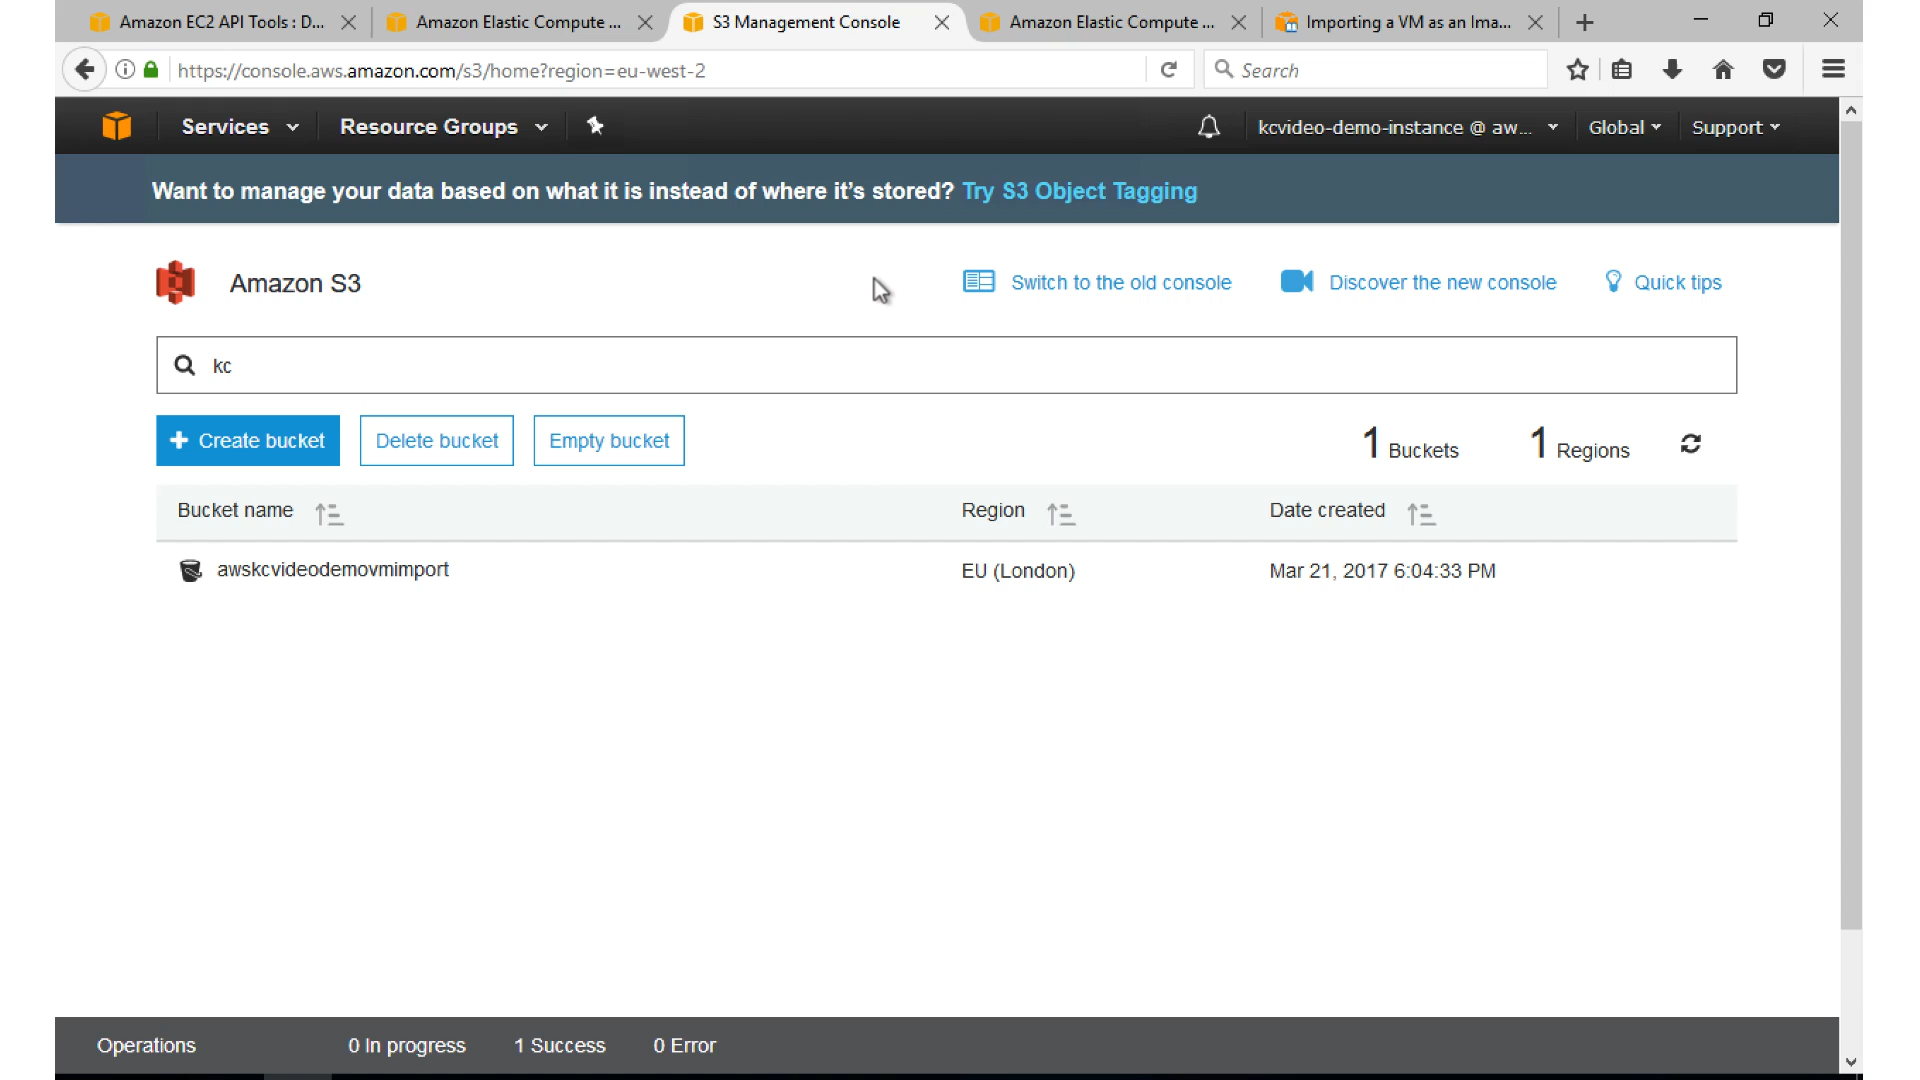 Amazon EC2 API Tools : D...
Amazon Elastic Compute ...
S3 Management Console
Amazon Elastic Compute ...
Importing a VM as an Ima...
https://console.aws.amazon.com/s3/home?region=eu-west-2
Search
Services
Resource Groups
kcvideo-demo-instance @ aw...
Global
Support
Want to manage your data based on what it is instead of where it's stored? Try S3 Object Tagging
Amazon S3
Switch to the old console
Discover the new console
Quick tips
kc
Create bucket
Delete bucket
Empty bucket
1 Buckets
1 Regions
Bucket name
Region
Date created
awskcvideodemovmimport
EU (London)
Mar 21, 2017 6:04:33 PM
Operations
0 In progress
1 Success
0 Error